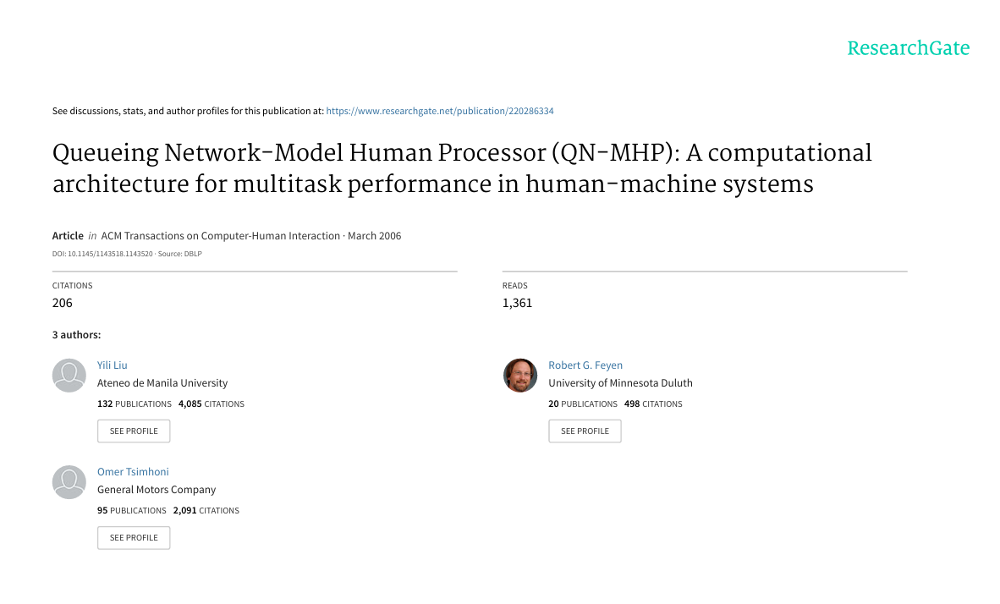 ResearchGate
See discussions, stats, and author profiles for this publication at: https://www.researchgate.net/publication/220286334
Queueing Network-Model Human Processor (QN-MHP): A computational
architecture for multitask performance in human-machine systems
Article in ACM Transactions on Computer-Human Interaction · March 2006
DOI: 10.1145/1143518.1143520 · Source: DBLP
CITATIONS
206
READS
1,361
3 authors:
Yili Liu
Ateneo de Manila University
132 PUBLICATIONS 4,085 CITATIONS
SEE PROFILE
Robert G. Feyen
University of Minnesota Duluth
20 PUBLICATIONS 498 CITATIONS
SEE PROFILE
Omer Tsimhoni
General Motors Company
95 PUBLICATIONS 2,091 CITATIONS
SEE PROFILE